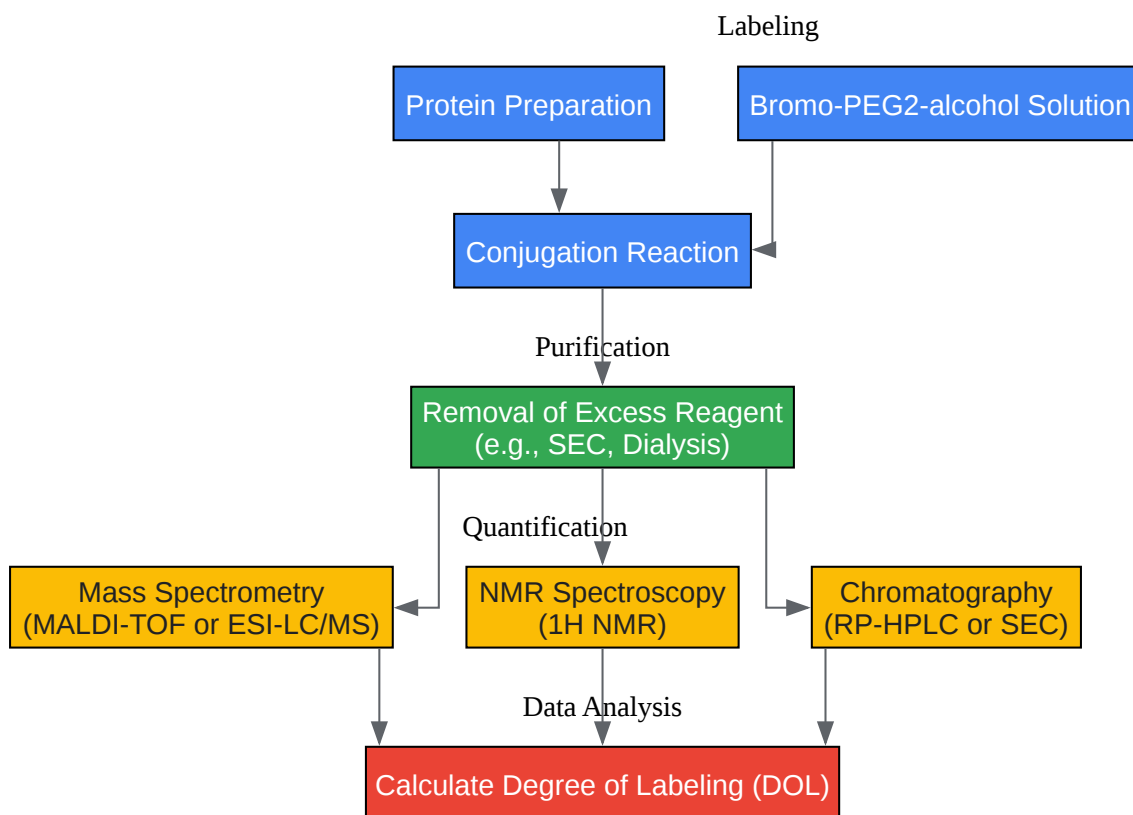 Labeling
Protein Preparation
Bromo-PEG2-alcohol Solution
Conjugation Reaction
Purification
Removal of Excess Reagent
(e.g., SEC, Dialysis)
Quantification
Mass Spectrometry
(MALDI-TOF or ESI-LC/MS)
NMR Spectroscopy
(1H NMR)
Chromatography
(RP-HPLC or SEC)
Data Analysis
Calculate Degree of Labeling (DOL)